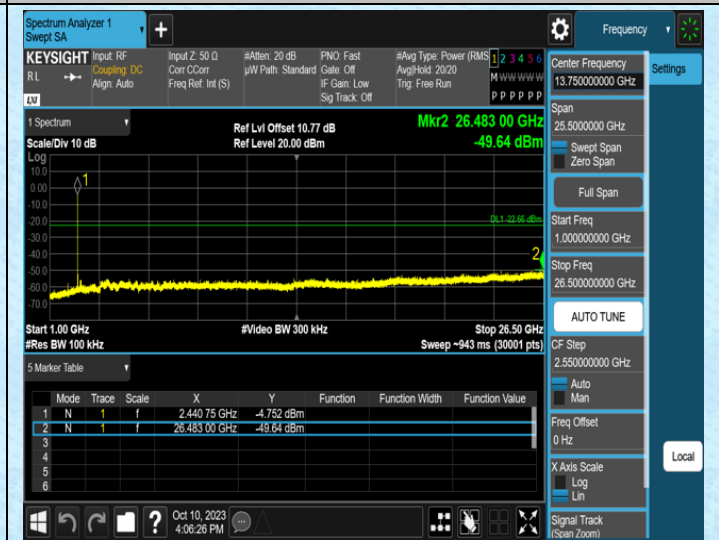 Spectrum Analyzer 1
Swept SA
+
Frequency
KEYSIGHT Input: RF Input Z: 50 Ω #Atten: 20 dB PNO: Fast #Avg Type: Power (RMS 1 2 3 4 5 6
RL Coupling: DC Corr CCorr µW Path: Standard Gate: Off Avg|Hold: 20/20 M W W W W W
Align: Auto Freq Ref: Int (S) IF Gain: Low Trig: Free Run
LXI Sig Track: Off P P P P P P
1 Spectrum
Scale/Div 10 dB
Ref Lvl Offset 10.77 dB
Ref Level 20.00 dBm
Mkr2 26.483 00 GHz
-49.64 dBm
Log
10.0
0.00
-10.0
-20.0
-30.0
-40.0
-50.0
-60.0
-70.0
1
DL1 -22.66 dBm
2
Start 1.00 GHz #Video BW 300 kHz Stop 26.50 GHz
#Res BW 100 kHz Sweep ~943 ms (30001 pts)
5 Marker Table
Mode Trace Scale X Y Function Function Width Function Value
1 N 1 f 2.440 75 GHz -4.752 dBm
2 N 1 f 26.483 00 GHz -49.64 dBm
3
4
5
6
Oct 10, 2023
4:06:26 PM
?
Center Frequency
13.750000000 GHz
Settings
Span
25.5000000 GHz
Swept Span
Zero Span
Full Span
Start Freq
1.000000000 GHz
Stop Freq
26.500000000 GHz
AUTO TUNE
CF Step
2.550000000 GHz
Auto
Man
Freq Offset
0 Hz
X Axis Scale
Log
Lin
Signal Track
(Span Zoom)
Local